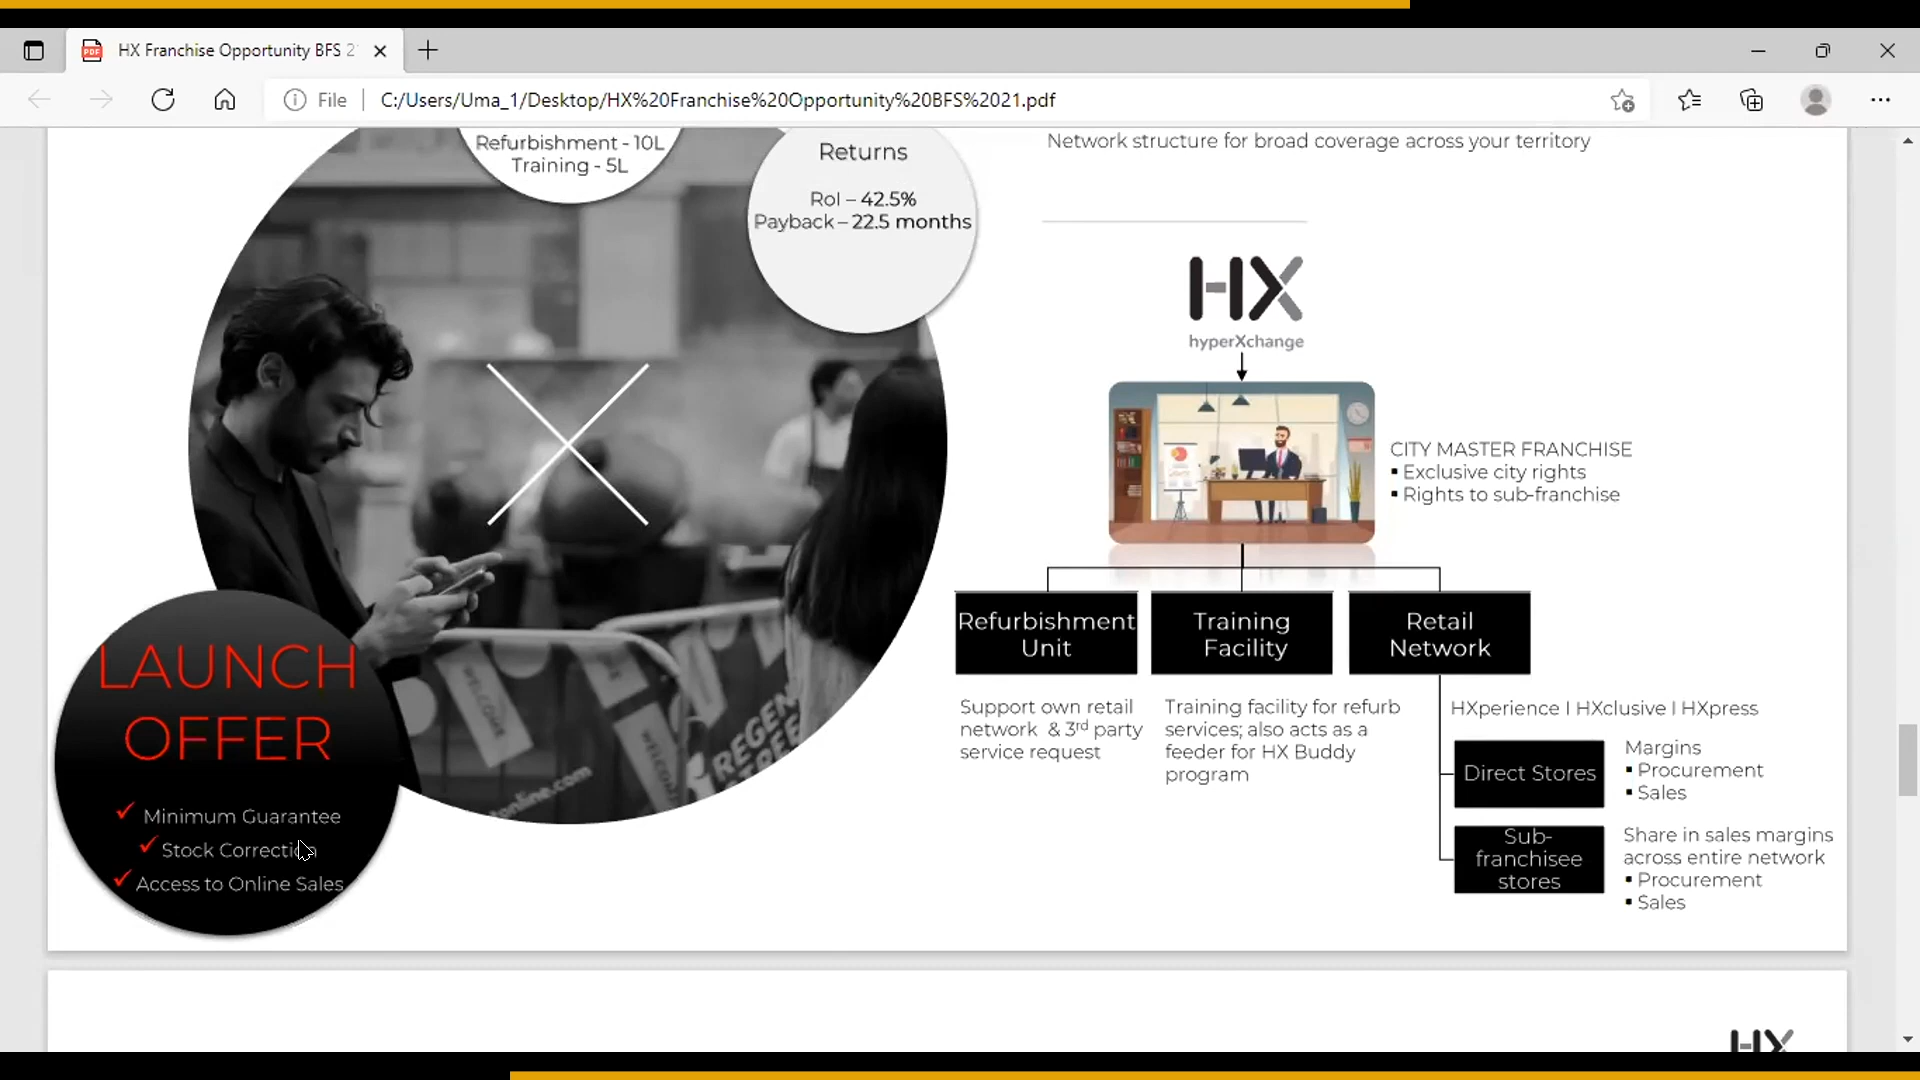 HX Franchise Opportunity BFS 2
File
C:/Users/Uma_1/Desktop/HX%20Franchise%20Opportunity%20BFS%2021.pdf
Refurbishment - 10L
Training - 5L
Returns
RoI – 42.5%
Payback – 22.5 months
Network structure for broad coverage across your territory
HX
hyperXchange
CITY MASTER FRANCHISE
▪ Exclusive city rights
▪ Rights to sub-franchise
Refurbishment
Unit
Training
Facility
Retail
Network
Support own retail
network & 3rd party
service request
Training facility for refurb
services; also acts as a
feeder for HX Buddy
program
HXperience I HXclusive I HXpress
Direct Stores
Margins
▪ Procurement
▪ Sales
Sub-
franchisee
stores
Share in sales margins
across entire network
▪ Procurement
▪ Sales
LAUNCH
OFFER
✓ Minimum Guarantee
✓ Stock Correction
✓ Access to Online Sales
WELCOME
HX